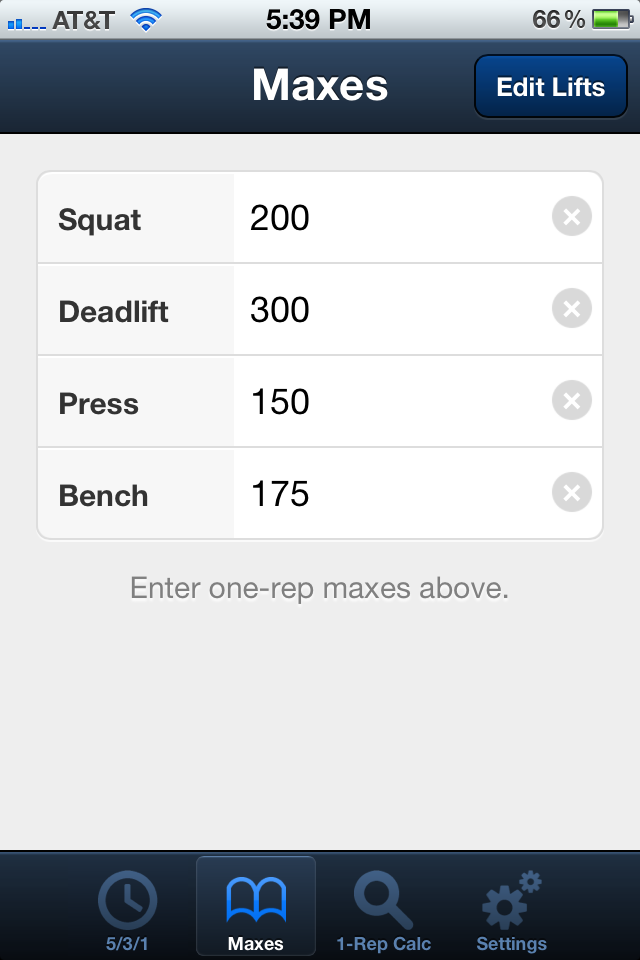 AT&T 5:39 PM 66%
Maxes Edit Lifts
Squat 200
Deadlift 300
Press 150
Bench 175
Enter one-rep maxes above.
5/3/1 Maxes 1-Rep Calc Settings